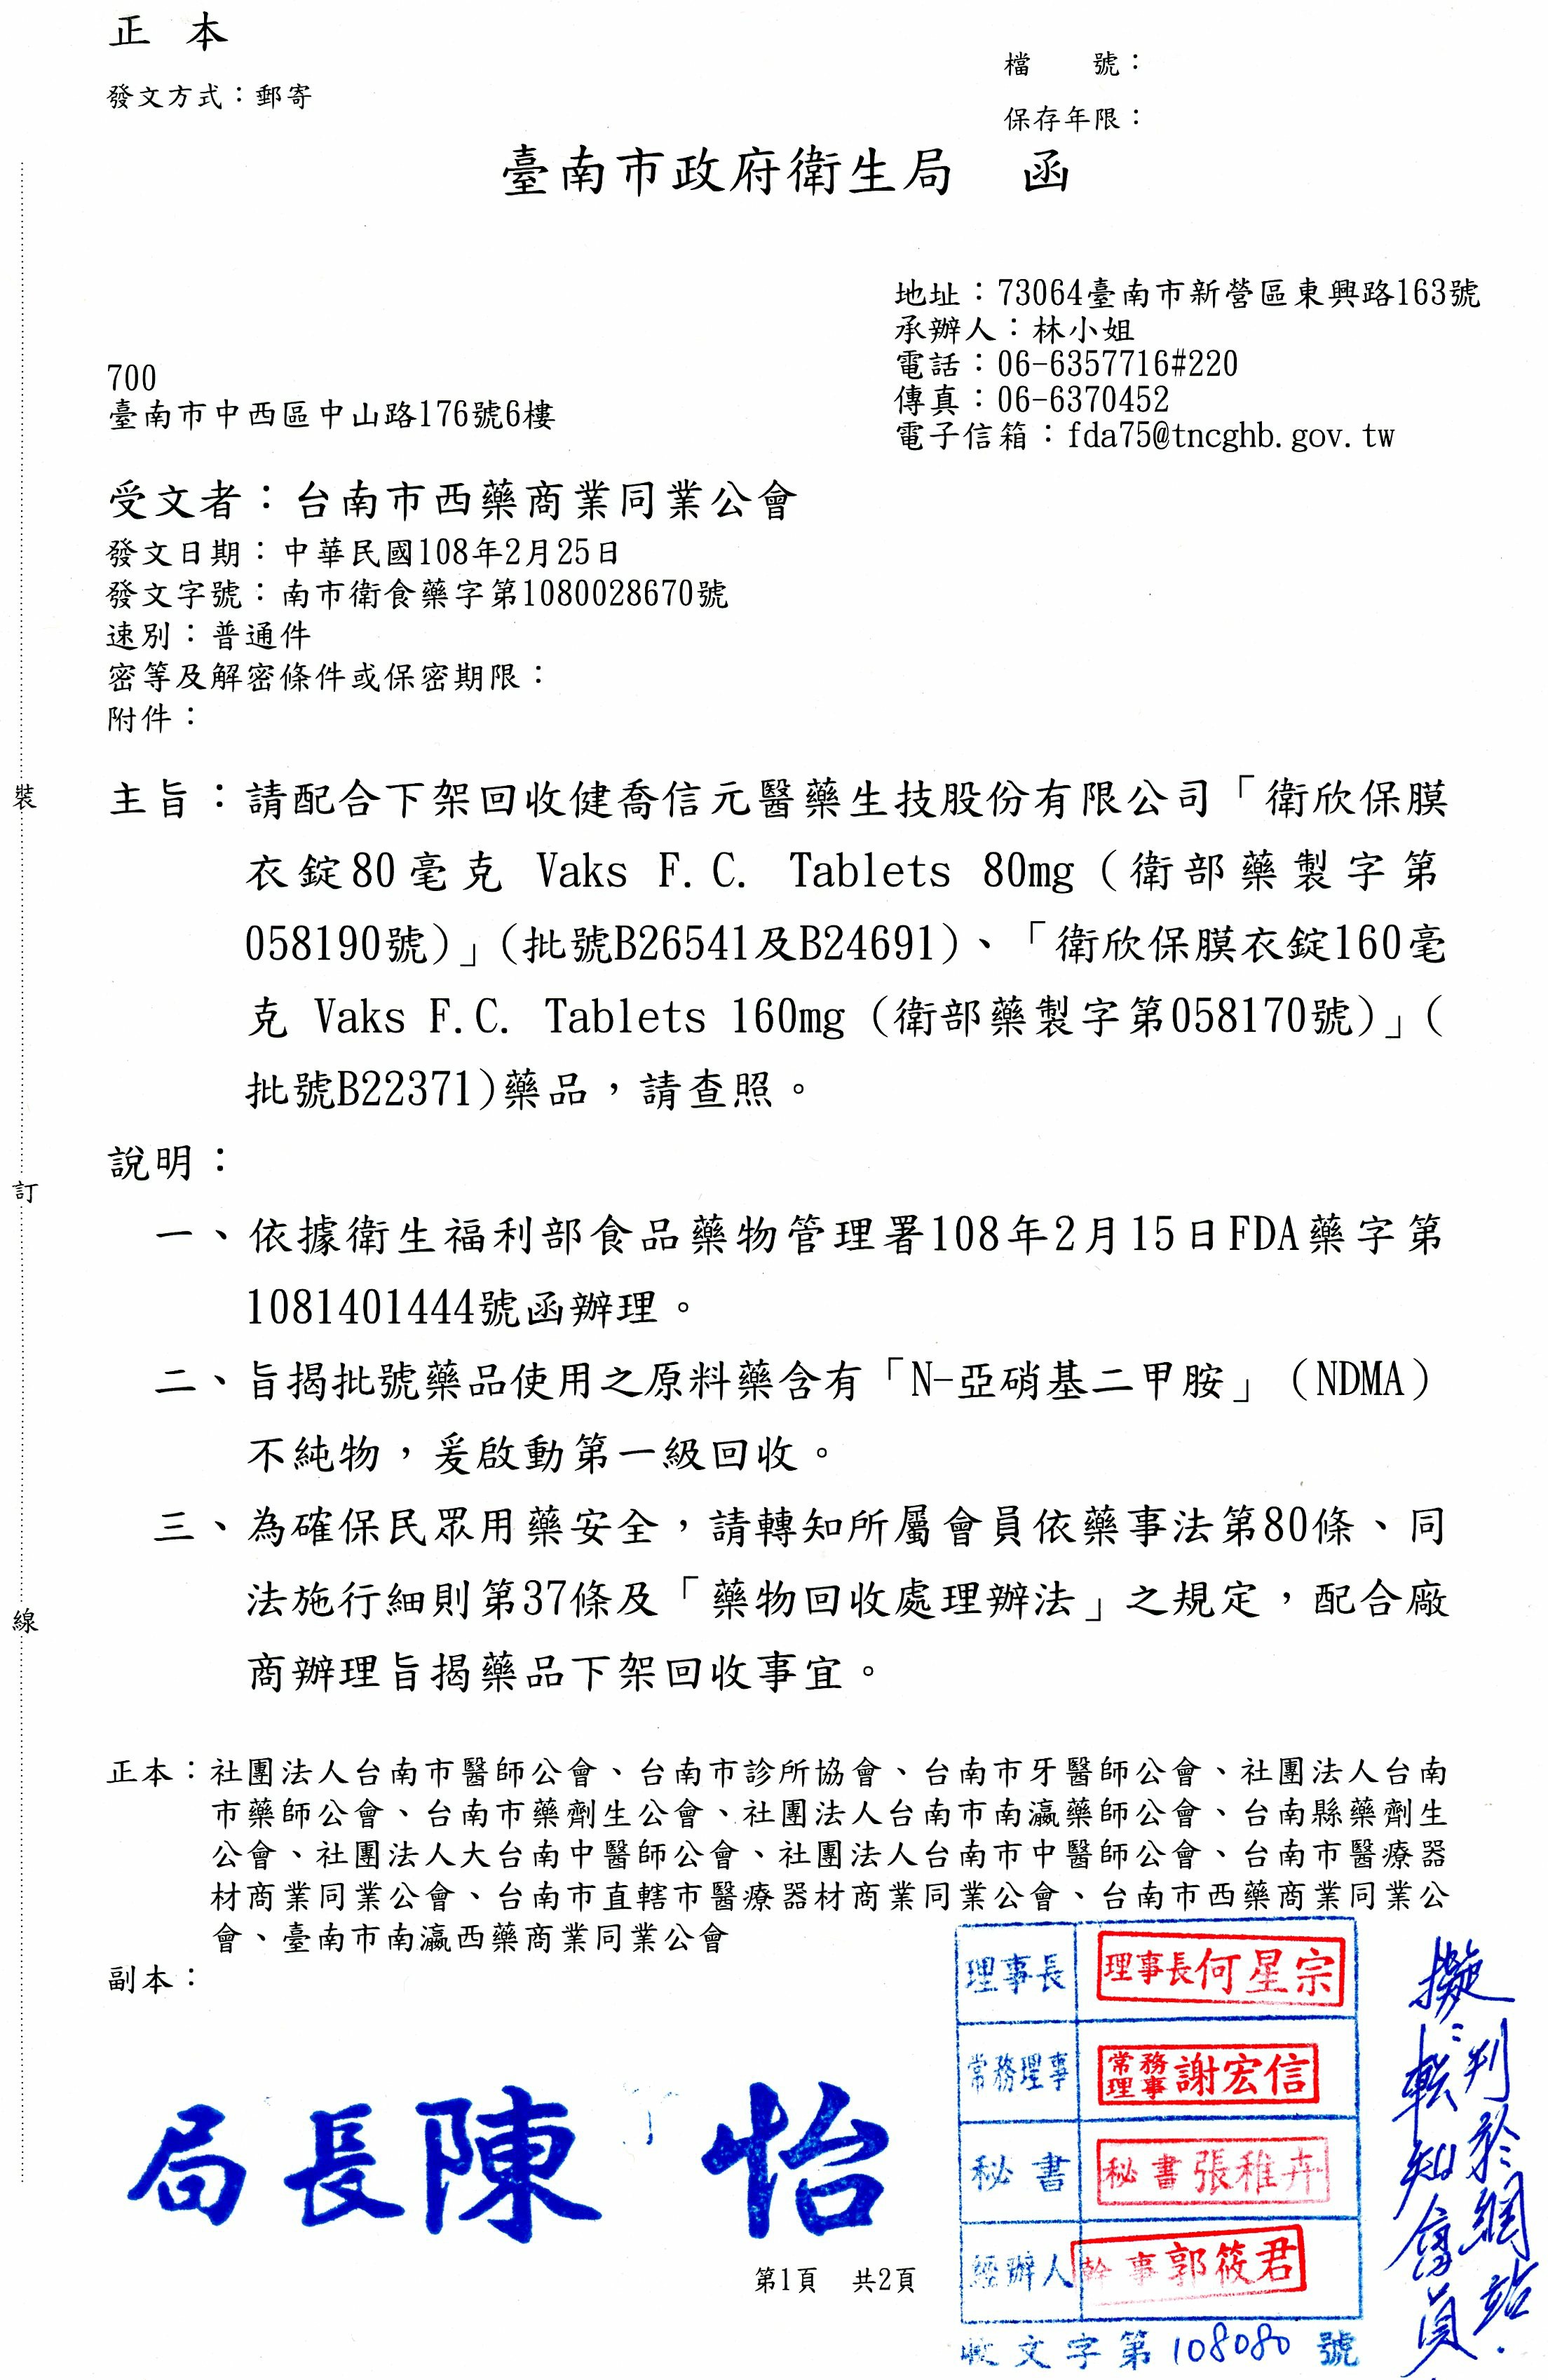 正本
發文方式：郵寄
檔　　號：
保存年限：
臺南市政府衛生局　函
地址：73064臺南市新營區東興路163號
承辦人：林小姐
電話：06-6357716#220
傳真：06-6370452
電子信箱：fda75@tncghb.gov.tw
700
臺南市中西區中山路176號6樓
受文者：台南市西藥商業同業公會
發文日期：中華民國108年2月25日
發文字號：南市衛食藥字第1080028670號
速別：普通件
密等及解密條件或保密期限：
附件：
主旨：請配合下架回收健喬信元醫藥生技股份有限公司「衛欣保膜
衣錠80毫克 Vaks F.C. Tablets 80mg（衛部藥製字第
058190號)」(批號B26541及B24691)、「衛欣保膜衣錠160毫
克 Vaks F.C. Tablets 160mg (衛部藥製字第058170號)」(
批號B22371)藥品，請查照。
說明：
一、依據衛生福利部食品藥物管理署108年2月15日FDA藥字第
1081401444號函辦理。
二、旨揭批號藥品使用之原料藥含有「N-亞硝基二甲胺」（NDMA）
不純物，爰啟動第一級回收。
三、為確保民眾用藥安全，請轉知所屬會員依藥事法第80條、同
法施行細則第37條及「藥物回收處理辦法」之規定，配合廠
商辦理旨揭藥品下架回收事宜。
正本：社團法人台南市醫師公會、台南市診所協會、台南市牙醫師公會、社團法人台南
市藥師公會、台南市藥劑生公會、社團法人台南市南瀛藥師公會、台南縣藥劑生
公會、社團法人大台南中醫師公會、社團法人台南市中醫師公會、台南市醫療器
材商業同業公會、台南市直轄市醫療器材商業同業公會、台南市西藥商業同業公
會、臺南市南瀛西藥商業同業公會
副本：
局長陳　怡
理事長 理事長何星宗
常務理事 常務理事謝宏信
秘書 秘書張稚卉
經辦人 幹事郭筱君
收文字第108080號
擬：
刊於網站
轉知會員
第1頁　共2頁
裝
訂
線